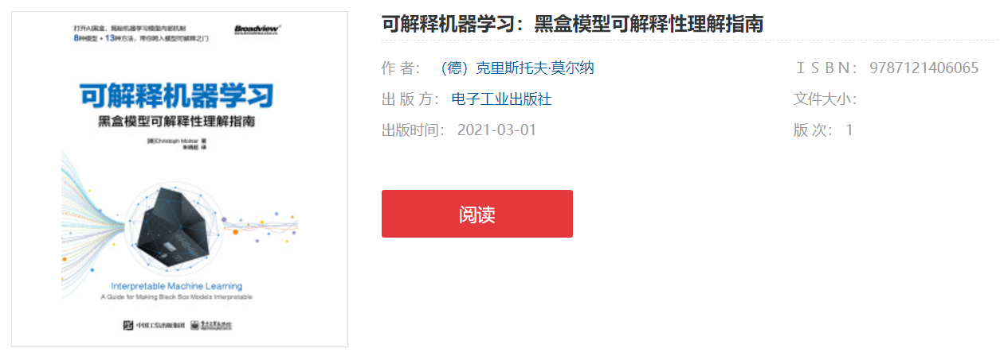 打开AI黑盒，揭秘机器学习模型内部机制
8种模型 + 13种方法，带你跨入模型可解释之门
Broadview®
可解释机器学习
黑盒模型可解释性理解指南
[德]Christoph Molnar 著
朱明超 译
Interpretable Machine Learning
A Guide for Making Black Box Models Interpretable
中国工信出版集团
电子工业出版社
可解释机器学习：黑盒模型可解释性理解指南
作 者： （德）克里斯托夫·莫尔纳
ＩＳＢＮ： 9787121406065
出 版 方： 电子工业出版社
文件大小：
出版时间： 2021-03-01
版 次： 1
阅读